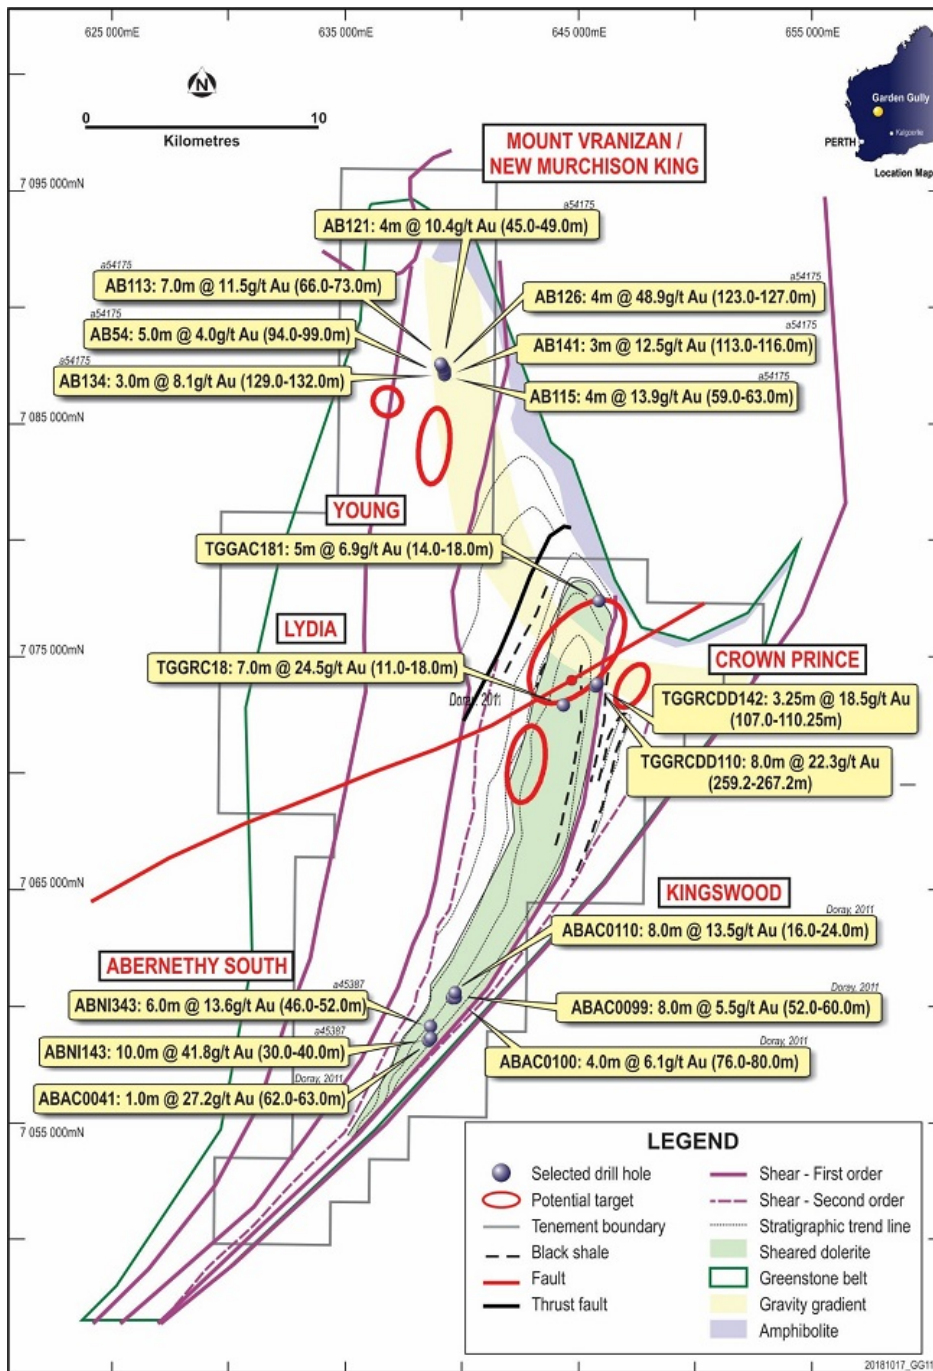 625 000mE
635 000mE
645 000mE
655 000mE
N
0
10
Kilometres
Garden Gully
Kalgoorlie
PERTH
Location Map
MOUNT VRANIZAN /
NEW MURCHISON KING
7 095 000mN
a54175
AB121: 4m @ 10.4g/t Au (45.0-49.0m)
a54175
AB113: 7.0m @ 11.5g/t Au (66.0-73.0m)
a54175
AB126: 4m @ 48.9g/t Au (123.0-127.0m)
a54175
AB54: 5.0m @ 4.0g/t Au (94.0-99.0m)
a54175
AB141: 3m @ 12.5g/t Au (113.0-116.0m)
a54175
AB134: 3.0m @ 8.1g/t Au (129.0-132.0m)
a54175
AB115: 4m @ 13.9g/t Au (59.0-63.0m)
7 085 000mN
YOUNG
TGGAC181: 5m @ 6.9g/t Au (14.0-18.0m)
LYDIA
7 075 000mN
TGGRC18: 7.0m @ 24.5g/t Au (11.0-18.0m)
Doray, 2011
CROWN PRINCE
TGGRCDD142: 3.25m @ 18.5g/t Au
(107.0-110.25m)
TGGRCDD110: 8.0m @ 22.3g/t Au
(259.2-267.2m)
7 065 000mN
KINGSWOOD
Doray, 2011
ABAC0110: 8.0m @ 13.5g/t Au (16.0-24.0m)
ABERNETHY SOUTH
a45387
ABNI343: 6.0m @ 13.6g/t Au (46.0-52.0m)
Doray, 2011
ABAC0099: 8.0m @ 5.5g/t Au (52.0-60.0m)
a45387
ABNI143: 10.0m @ 41.8g/t Au (30.0-40.0m)
Doray, 2011
ABAC0100: 4.0m @ 6.1g/t Au (76.0-80.0m)
Doray, 2011
ABAC0041: 1.0m @ 27.2g/t Au (62.0-63.0m)
7 055 000mN
LEGEND
Selected drill hole
Potential target
Tenement boundary
Black shale
Fault
Thrust fault
Shear - First order
Shear - Second order
Stratigraphic trend line
Sheared dolerite
Greenstone belt
Gravity gradient
Amphibolite